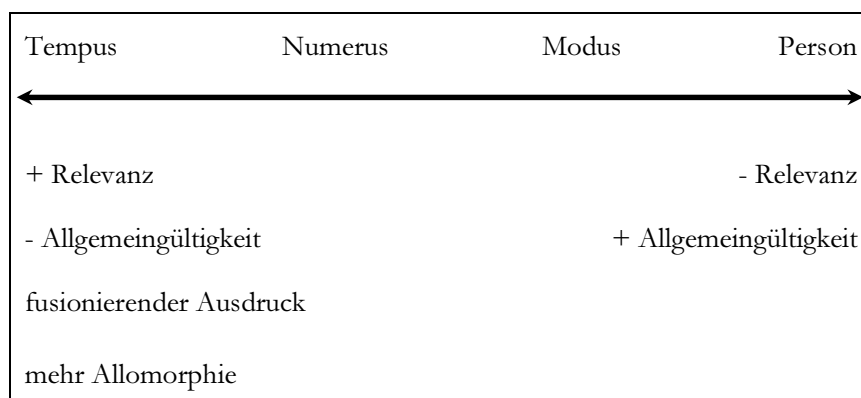 Tempus Numerus Modus Person
+ Relevanz - Relevanz
- Allgemeingültigkeit + Allgemeingültigkeit
fusionierender Ausdruck
mehr Allomorphie